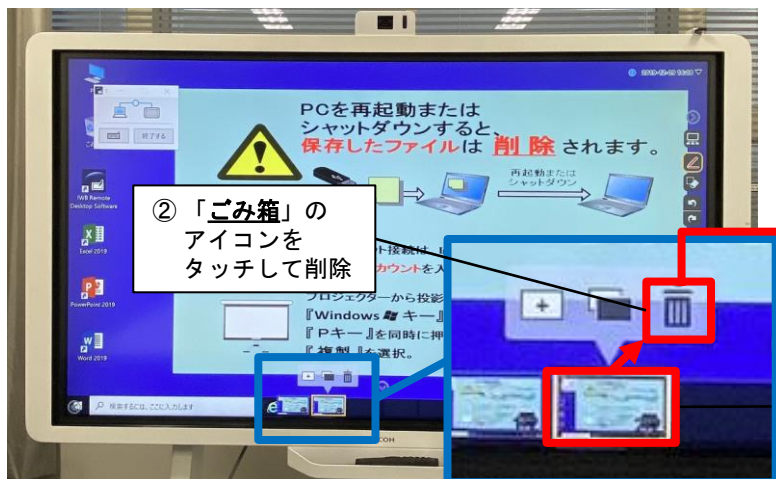 2019-12-09 16:03
PCを再起動または
シャットダウンすると、
保存したファイルは 削除 されます。
終了する
再起動または
シャットダウン
IWB Remote
Desktop Software
② 「ごみ箱」の
アイコンを
タッチして削除
Excel 2019
ト接続は、
カウントを入
プロジェクターから投影
『Windows キー』
『Pキー』を同時に押
『複製』を選択。
PowerPoint 2019
Word 2019
検索するには、ここに入力します